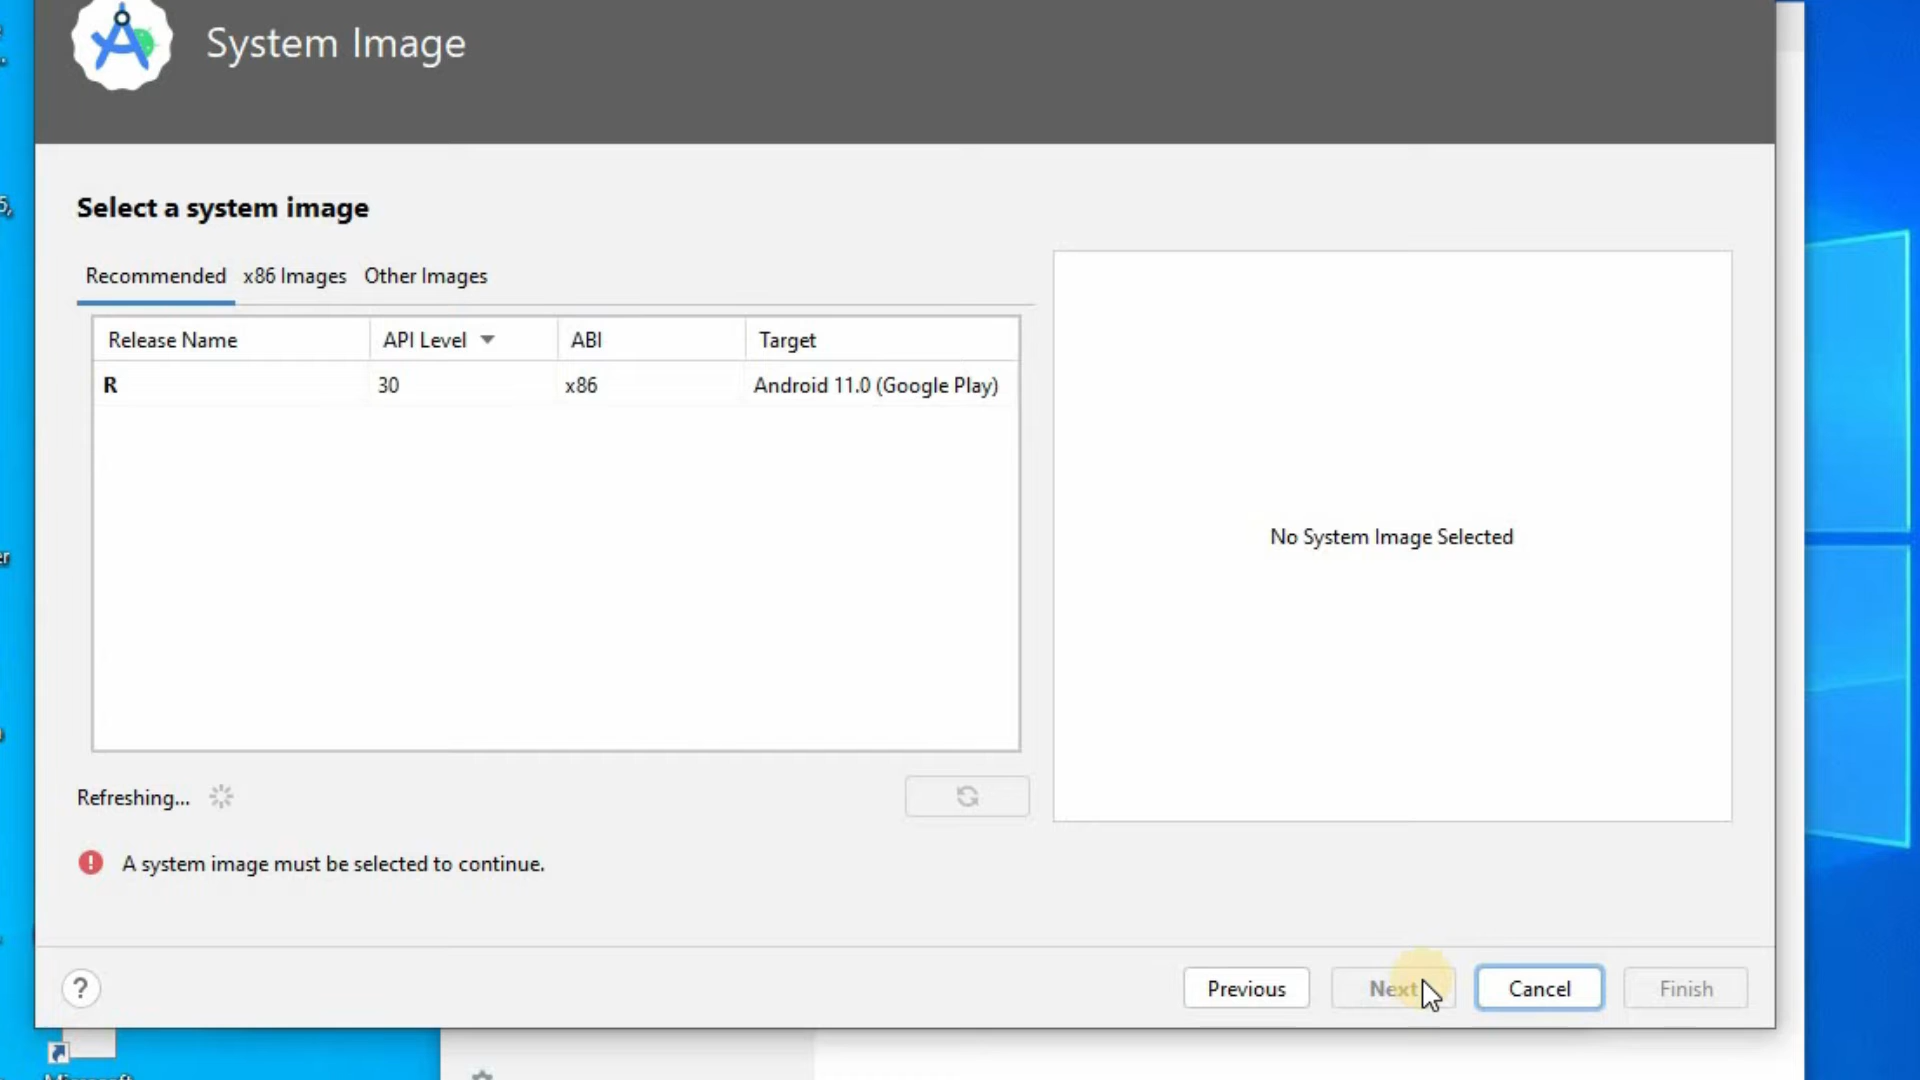 System Image
Select a system image
Recommended x86 Images Other Images
Release Name API Level ABI Target
R 30 x86 Android 11.0 (Google Play)
No System Image Selected
Refreshing...
A system image must be selected to continue.
? Previous Next Cancel Finish